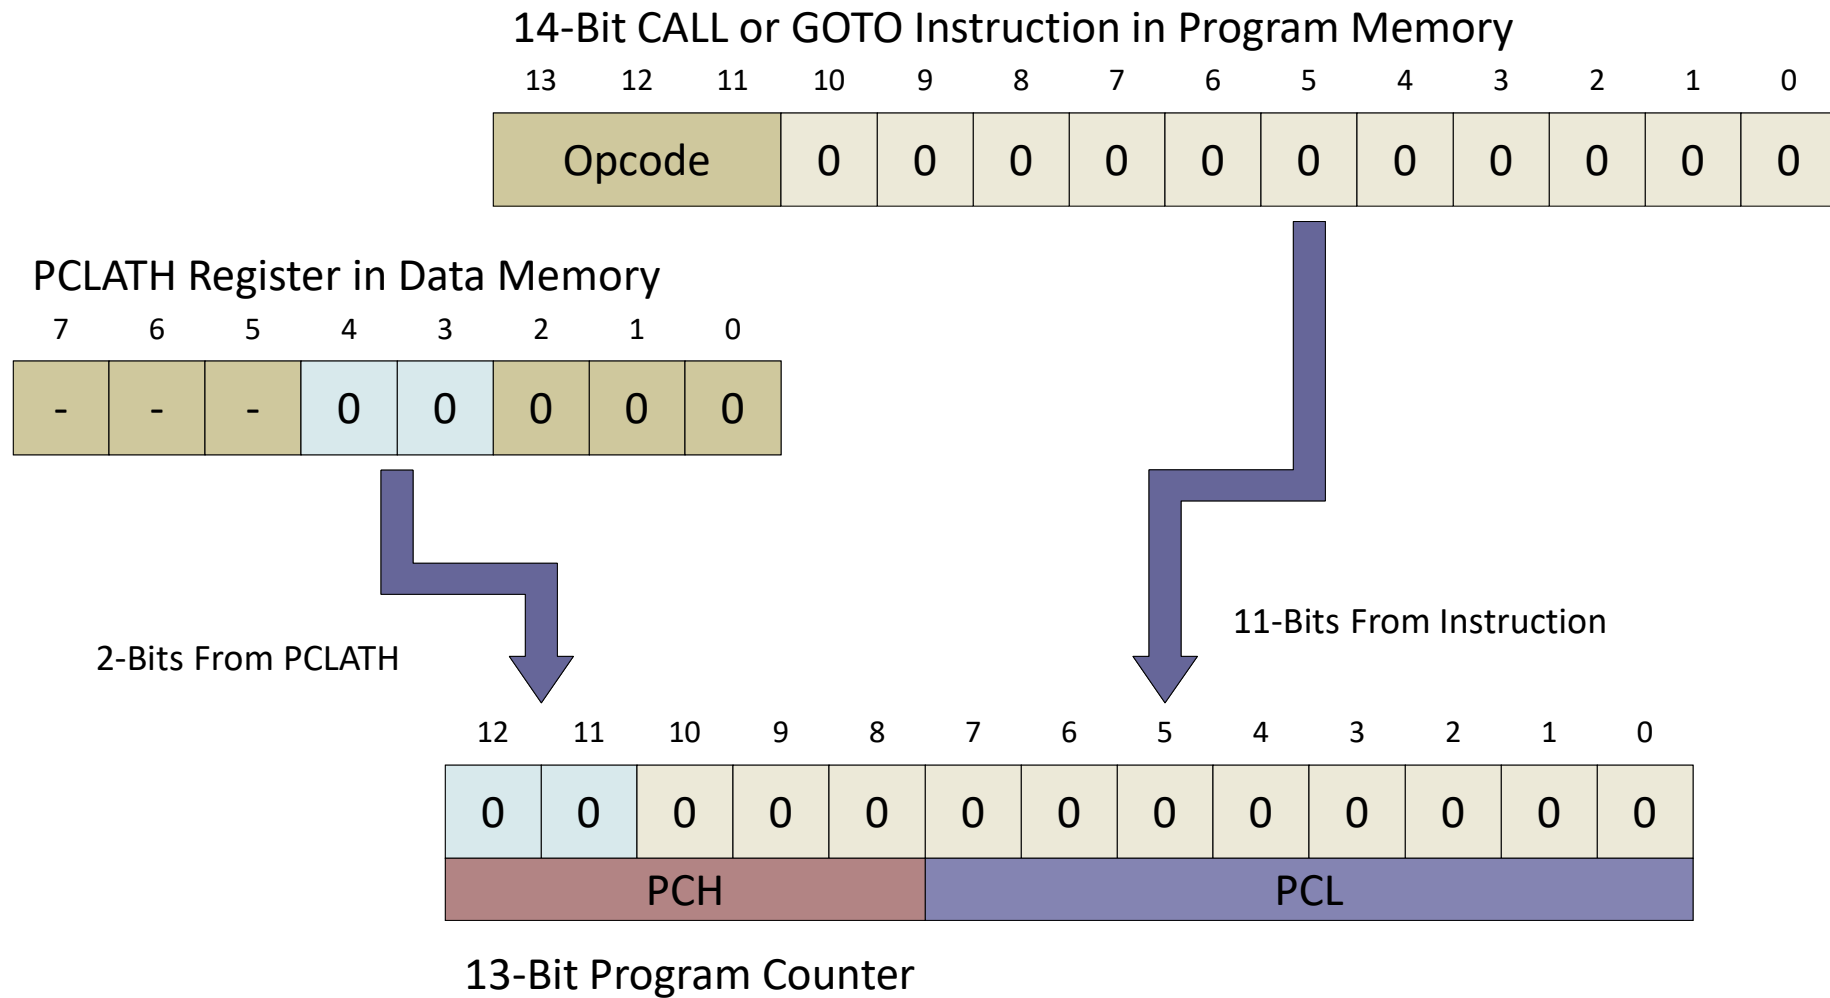 14-Bit CALL or GOTO Instruction in Program Memory
13 12 11 10 9 8 7 6 5 4 3 2 1 0
Opcode 0 0 0 0 0 0 0 0 0 0 0
PCLATH Register in Data Memory
7 6 5 4 3 2 1 0
- - - 0 0 0 0 0
2-Bits From PCLATH
11-Bits From Instruction
12 11 10 9 8 7 6 5 4 3 2 1 0
0 0 0 0 0 0 0 0 0 0 0 0 0
PCH PCL
13-Bit Program Counter